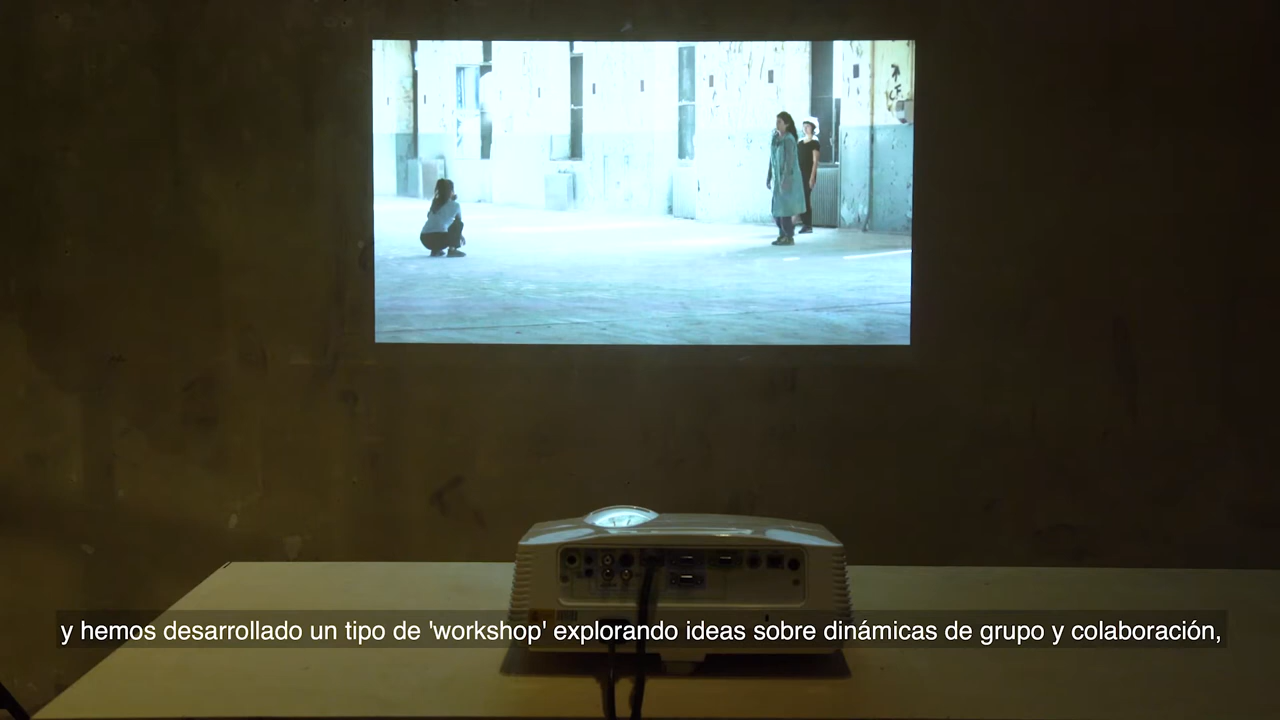 y hemos desarrollado un tipo de 'workshop' explorando ideas sobre dinámicas de grupo y colaboración,